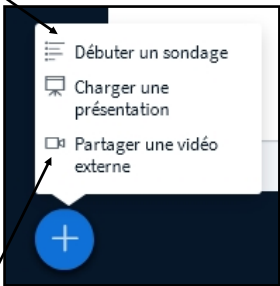 Débuter un sondage
Charger une
présentation
Partager une vidéo
externe